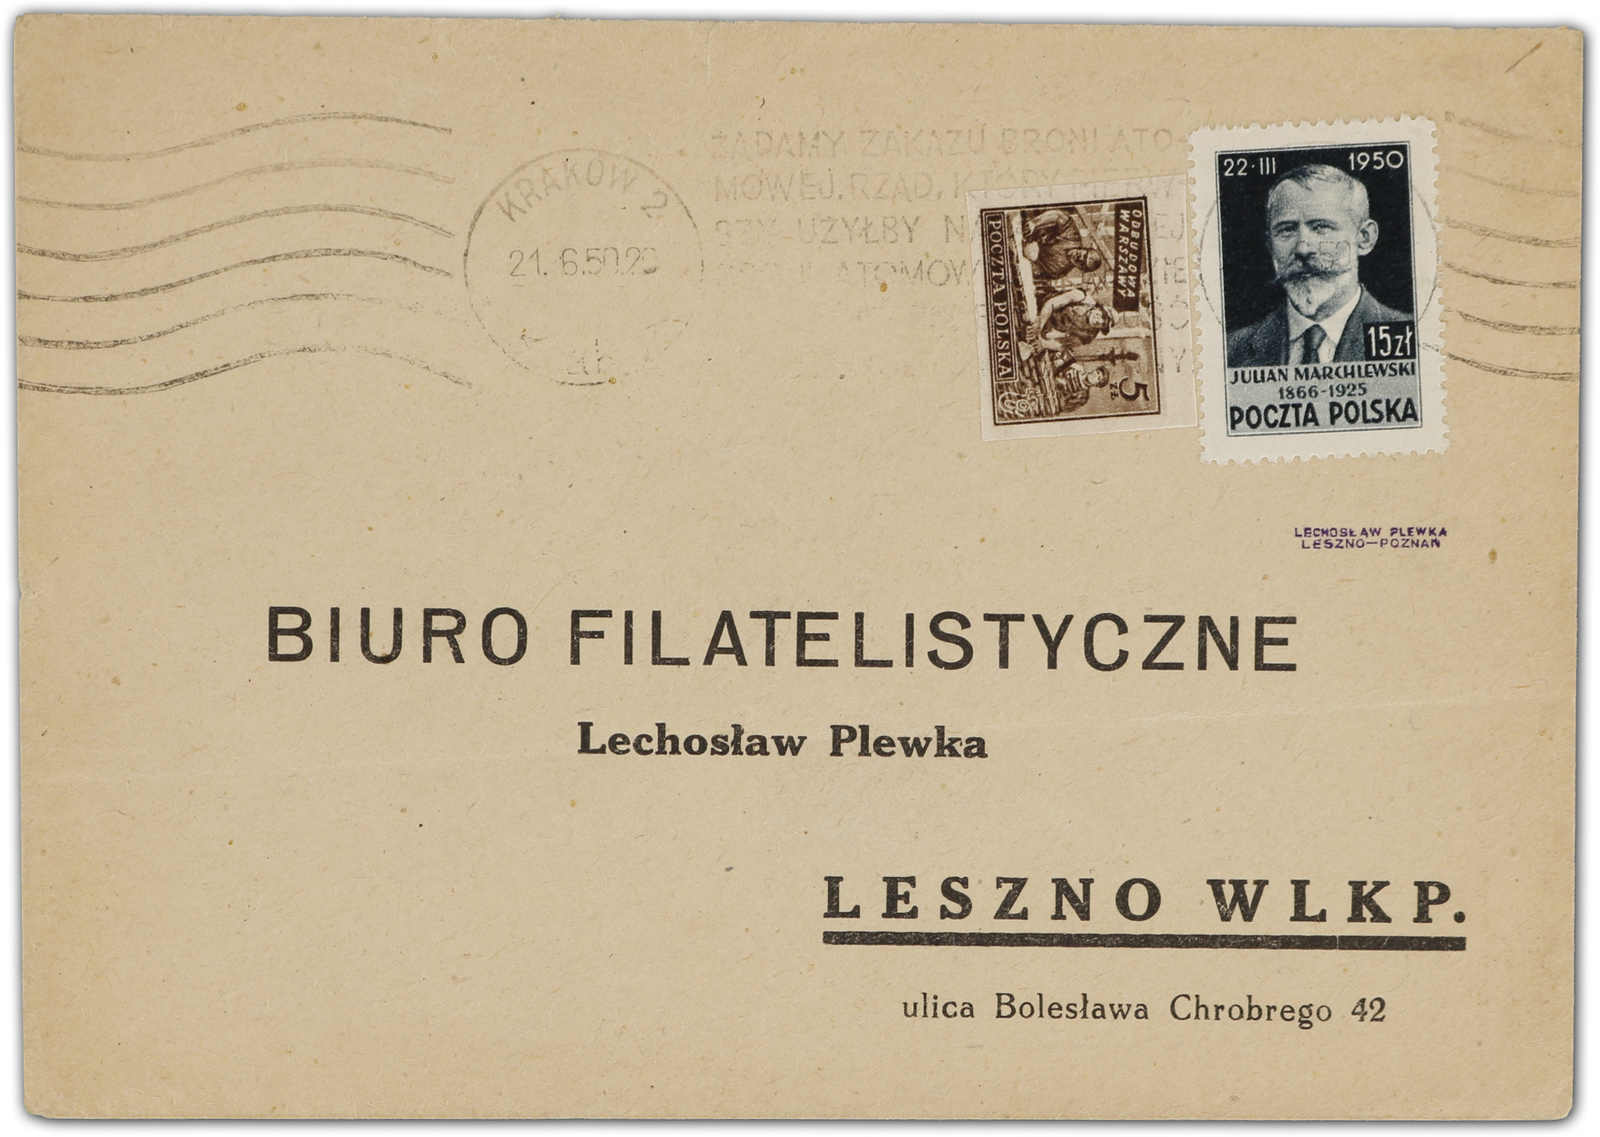 ŻĄDAMY ZAKAZU BRONI ATO-
MOWEJ. RZĄD, KTÓRY
UŻYŁBY
ATOMOW
KRAKÓW 2
21. 6.50.20
ODBUDOWA
WARSZAWY
POCZTA POLSKA
5 zł.
22·III 1950
15zł
JULIAN MARCHLEWSKI
1866-1925
POCZTA POLSKA
LECHOSŁAW PLEWKA
LESZNO—POZNAŃ
BIURO FILATELISTYCZNE
Lechosław Plewka
LESZNO WLKP.
ulica Bolesława Chrobrego 42